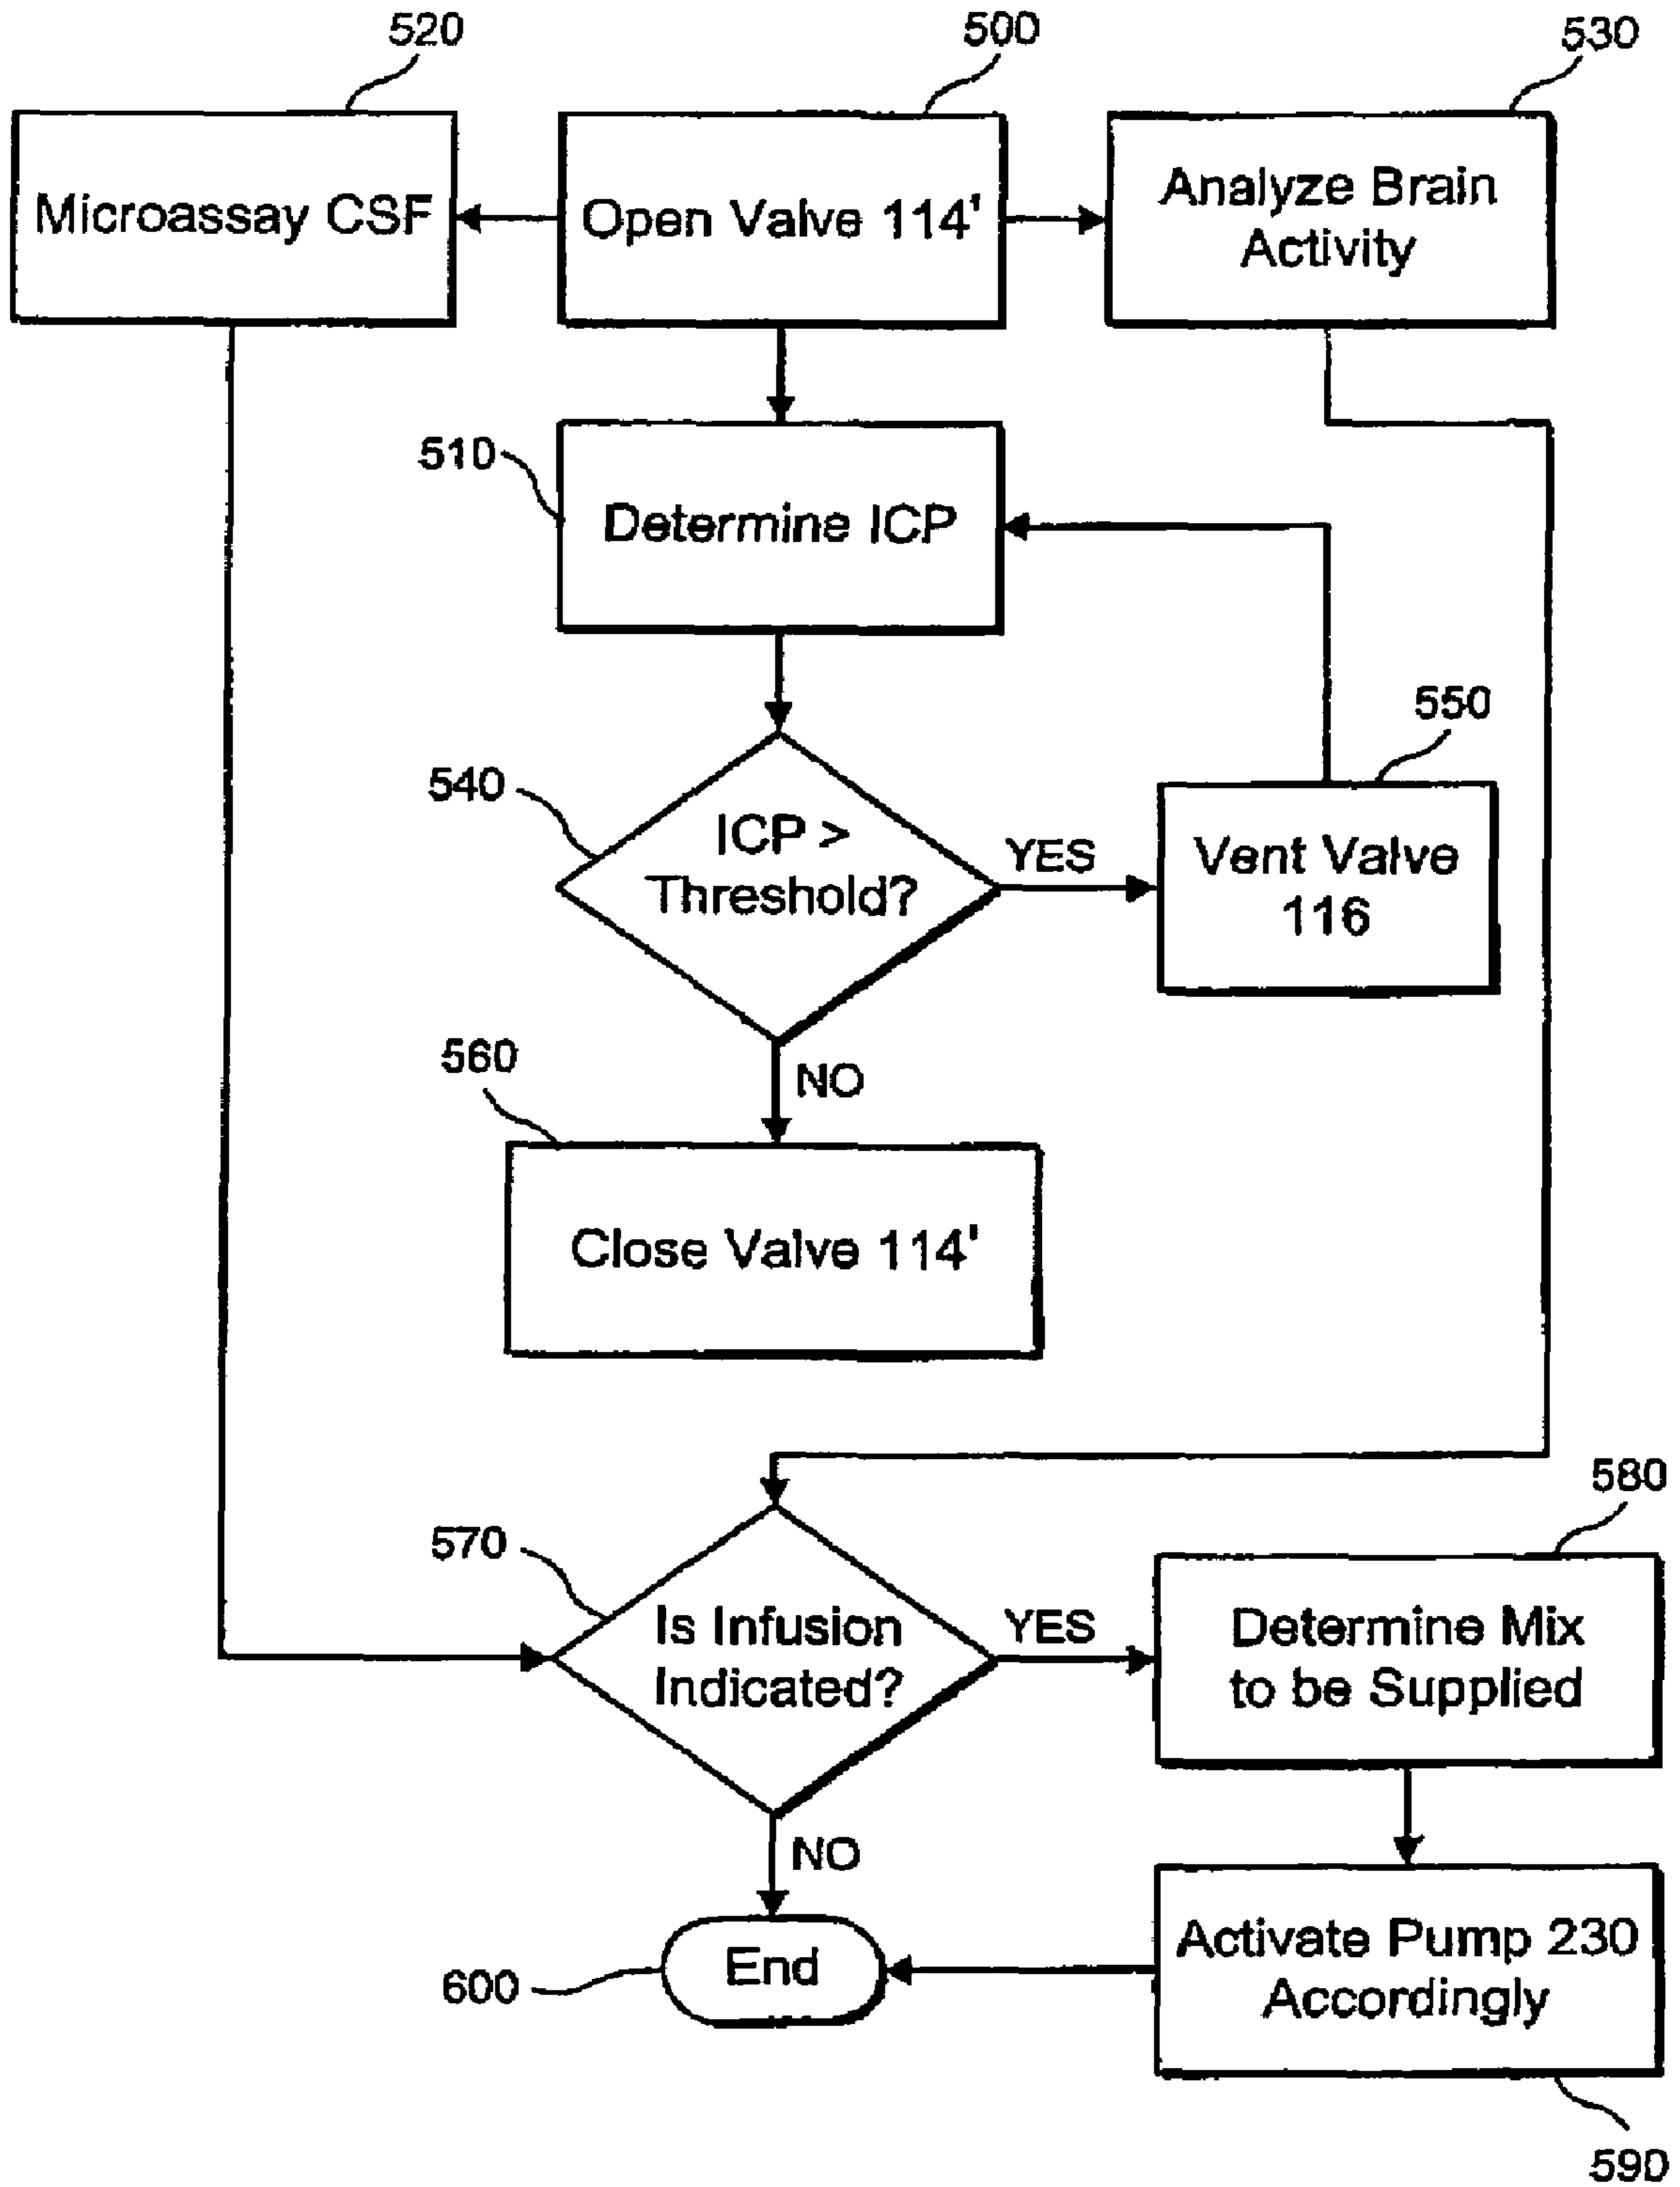 520
500
530
Microassay CSF
Open Valve 114'
Analyze Brain
Activity
510
Determine ICP
550
540
ICP >
Threshold?
YES
Vent Valve
116
560
NO
Close Valve 114'
580
570
Is Infusion
Indicated?
YES
Determine Mix
to be Supplied
NO
600
End
Activate Pump 230
Accordingly
590